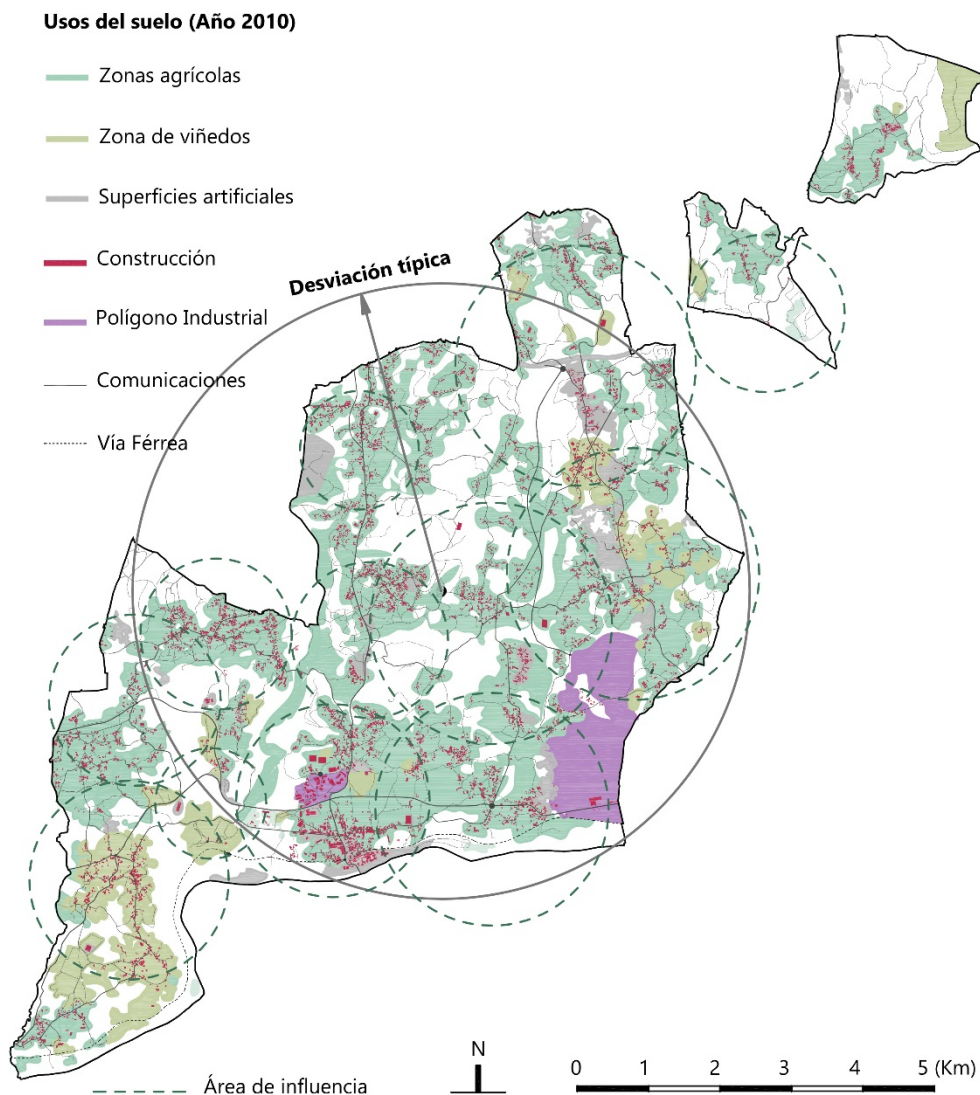 Usos del suelo (Año 2010)
Zonas agrícolas
Zona de viñedos
Superficies artificiales
Construcción
Polígono Industrial
Comunicaciones
Vía Férrea
Desviación típica
Área de influencia
N
0 1 2 3 4 5 (Km)